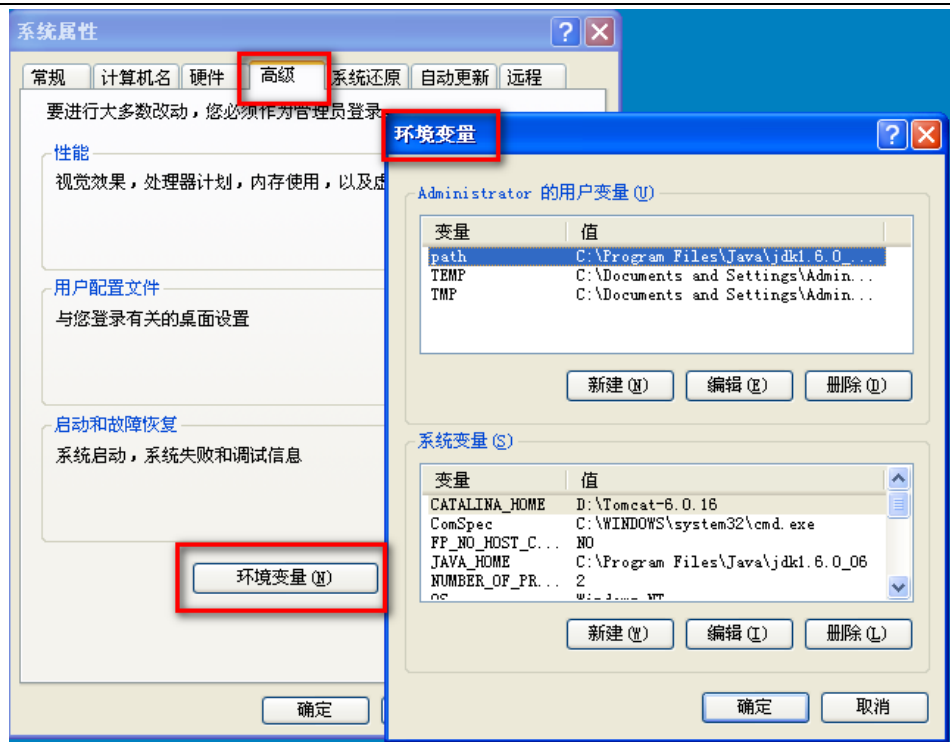 系统属性
常规 计算机名 硬件 高级 系统还原 自动更新 远程
要进行大多数改动，您必须作为管理员登录
性能
视觉效果，处理器计划，内存使用，以及虚
用户配置文件
与您登录有关的桌面设置
启动和故障恢复
系统启动，系统失败和调试信息
环境变量(N)
确定
环境变量
Administrator 的用户变量(U)
变量 值
path C:\Program Files\Java\jdk1.6.0_...
TEMP C:\Documents and Settings\Admin...
TMP C:\Documents and Settings\Admin...
新建(N) 编辑(E) 删除(D)
系统变量(S)
变量 值
CATALINA_HOME D:\Tomcat-6.0.16
ComSpec C:\WINDOWS\system32\cmd.exe
FP_NO_HOST_C... NO
JAVA_HOME C:\Program Files\Java\jdk1.6.0_06
NUMBER_OF_PR... 2
OS Windows_NT
新建(W) 编辑(I) 删除(L)
确定 取消